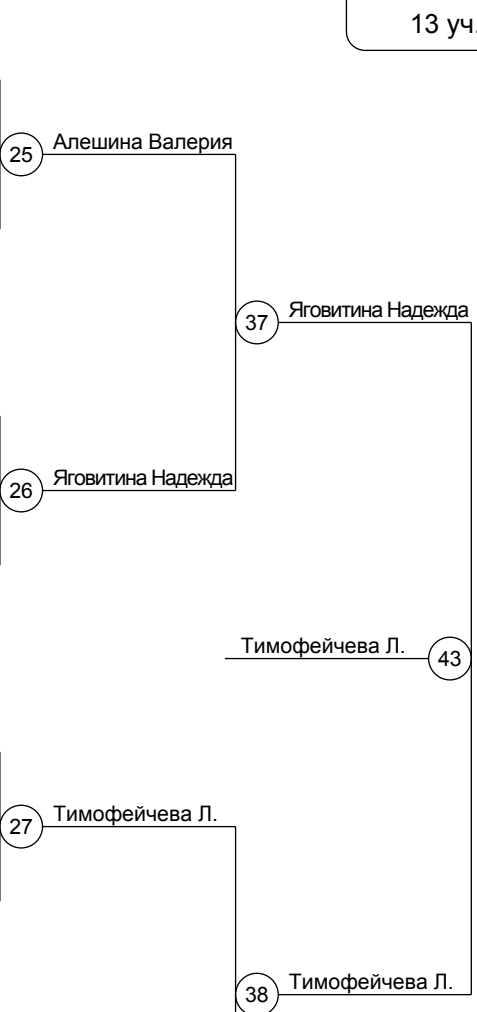 13 уч.
25 Алешина Валерия
37 Яговитина Надежда
26 Яговитина Надежда
Тимофейчева Л. 43
27 Тимофейчева Л.
38 Тимофейчева Л.